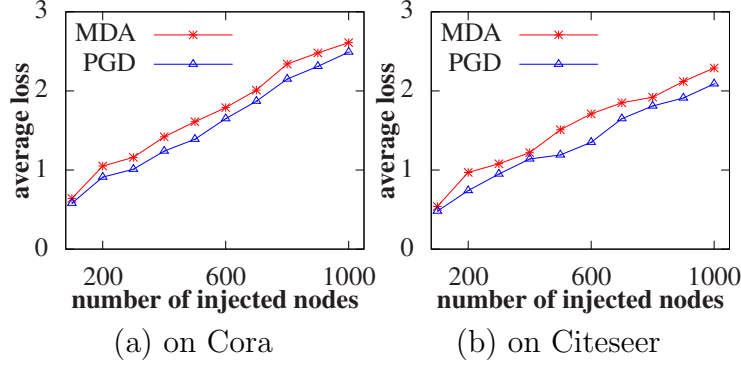 3
2
1
0
average loss
MDA
PGD
200
600
1000
number of injected nodes
(a) on Cora
3
2
1
0
average loss
MDA
PGD
200
600
1000
number of injected nodes
(b) on Citeseer